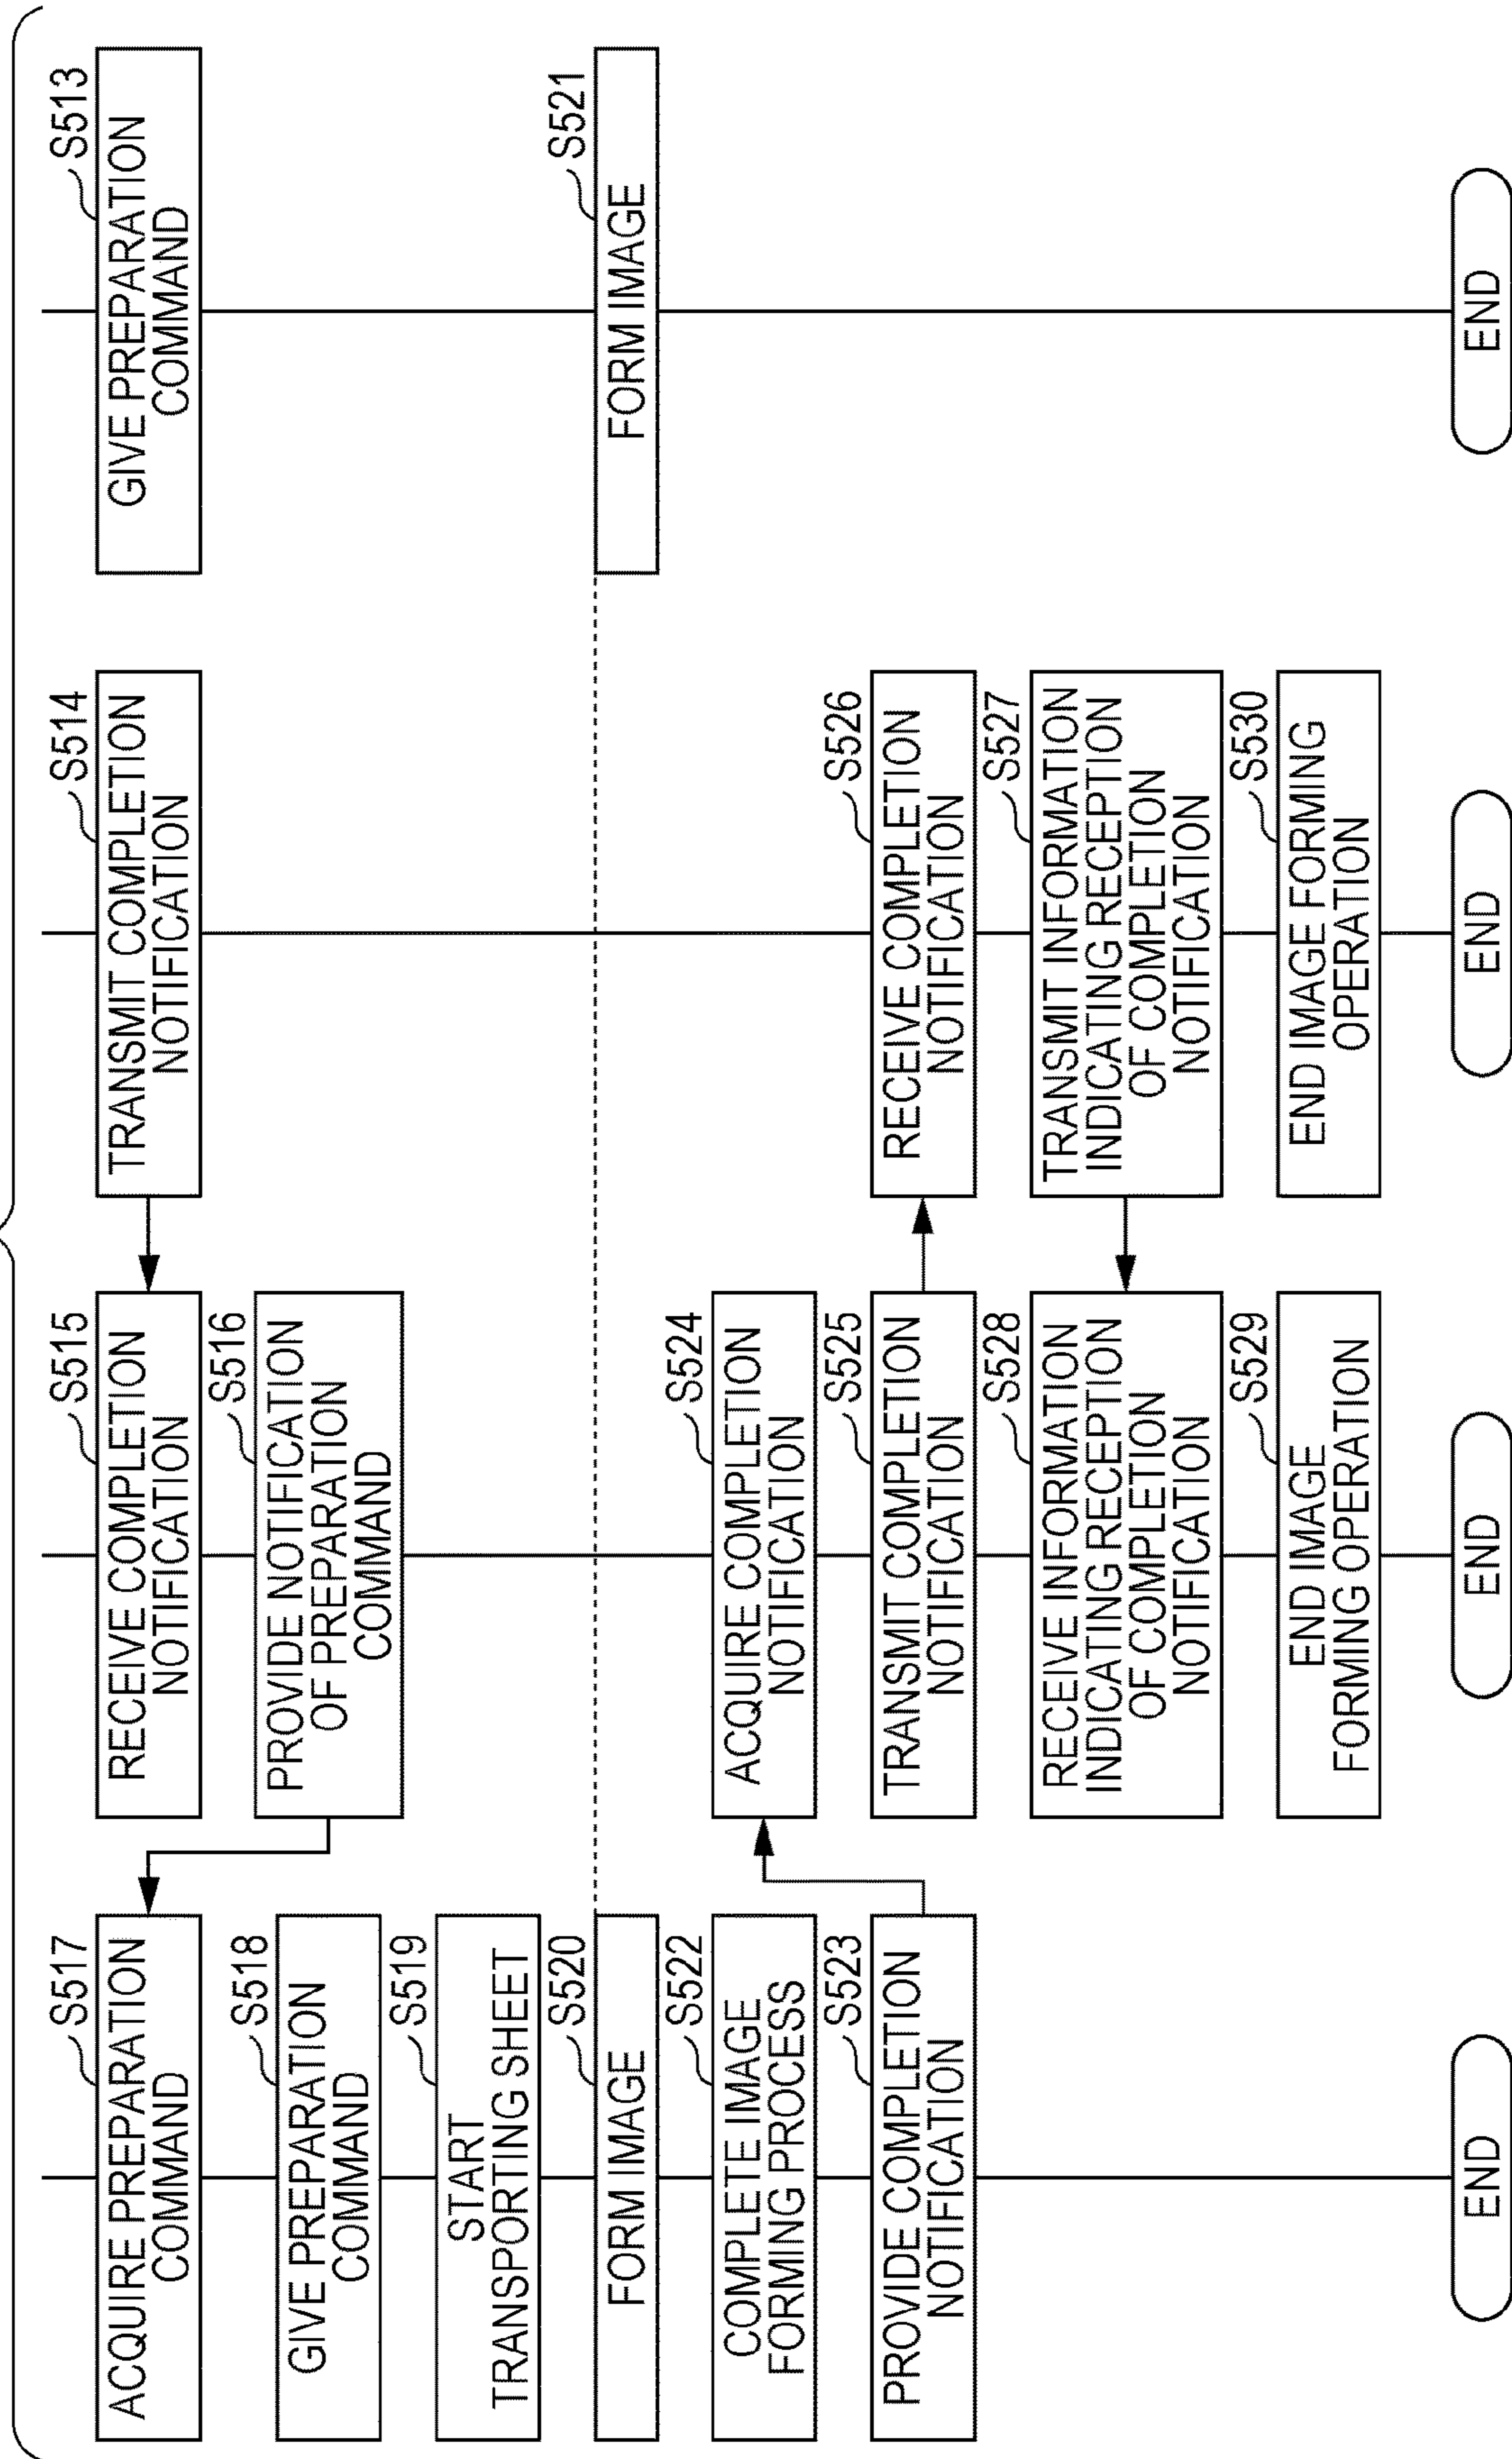 S517
ACQUIRE PREPARATION
COMMAND
S518
GIVE PREPARATION
COMMAND
S519
START
TRANSPORTING SHEET
S520
FORM IMAGE
S522
COMPLETE IMAGE
FORMING PROCESS
S523
PROVIDE COMPLETION
NOTIFICATION
END
S515
RECEIVE COMPLETION
NOTIFICATION
S516
PROVIDE NOTIFICATION
OF PREPARATION
COMMAND
S524
ACQUIRE COMPLETION
NOTIFICATION
S525
TRANSMIT COMPLETION
NOTIFICATION
S528
RECEIVE INFORMATION
INDICATING RECEPTION
OF COMPLETION
NOTIFICATION
S529
END IMAGE
FORMING OPERATION
END
S514
TRANSMIT COMPLETION
NOTIFICATION
S526
RECEIVE COMPLETION
NOTIFICATION
S527
TRANSMIT INFORMATION
INDICATING RECEPTION
OF COMPLETION
NOTIFICATION
S530
END IMAGE FORMING
OPERATION
END
S513
GIVE PREPARATION
COMMAND
S521
FORM IMAGE
END